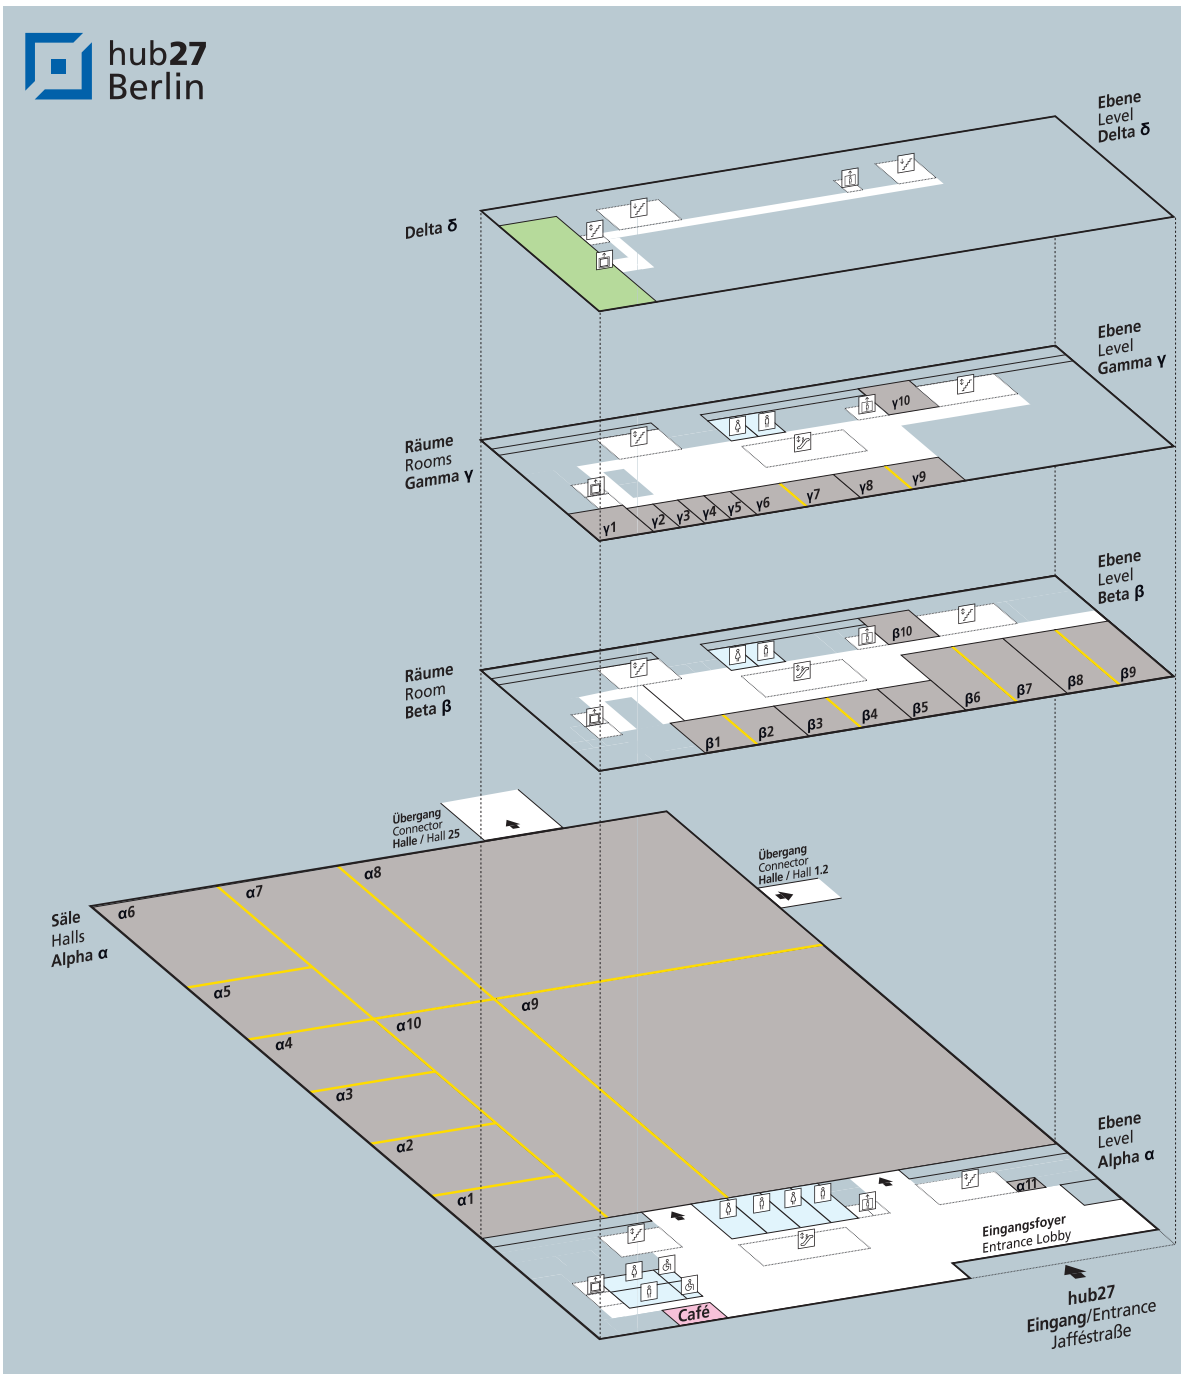 hub27
Berlin
Ebene
Level
Delta δ
Delta δ
Ebene
Level
Gamma γ
Räume
Rooms
Gamma γ
γ10
γ1
γ2
γ3
γ4
γ5
γ6
γ7
γ8
γ9
Ebene
Level
Beta β
Räume
Room
Beta β
β10
β1
β2
β3
β4
β5
β6
β7
β8
β9
Übergang
Connector
Halle / Hall 25
Übergang
Connector
Halle / Hall 1.2
Säle
Halls
Alpha α
α6
α7
α8
α5
α9
α4
α10
α3
α2
α1
Ebene
Level
Alpha α
α11
Eingangsfoyer
Entrance Lobby
Café
hub27
Eingang/Entrance
Jafféstraße